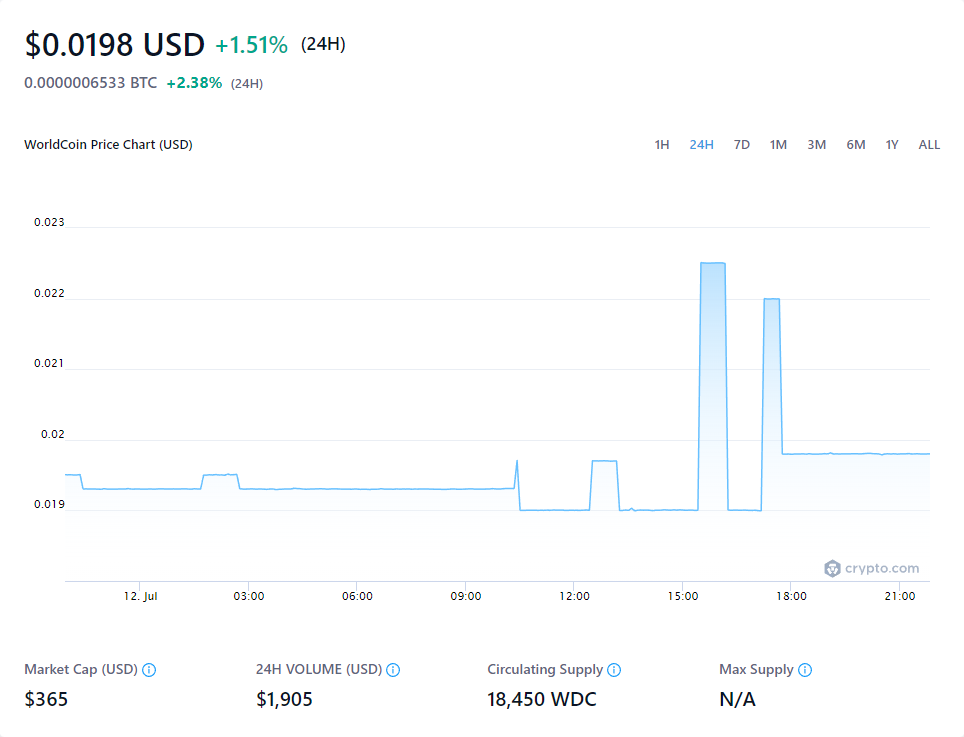 $0.0198 USD +1.51% (24H)
0.0000006533 BTC +2.38% (24H)
WorldCoin Price Chart (USD) 1H 24H 7D 1M 3M 6M 1Y ALL
0.023
0.022
0.021
0.02
0.019
crypto.com
12. Jul 03:00 06:00 09:00 12:00 15:00 18:00 21:00
Market Cap (USD) 24H VOLUME (USD) Circulating Supply Max Supply
$365 $1,905 18,450 WDC N/A